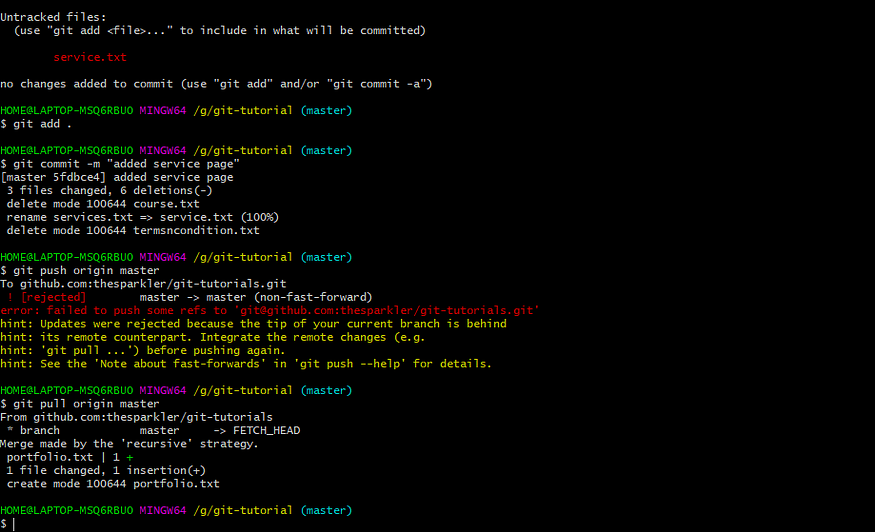 Untracked files:
  (use "git add <file>..." to include in what will be committed)
        service.txt
no changes added to commit (use "git add" and/or "git commit -a")
HOME@LAPTOP-MSQ6RBU0 MINGW64 /g/git-tutorial (master)
$ git add .
HOME@LAPTOP-MSQ6RBU0 MINGW64 /g/git-tutorial (master)
$ git commit -m "added service page"
[master 5fdbce4] added service page
 3 files changed, 6 deletions(-)
 delete mode 100644 course.txt
 rename services.txt => service.txt (100%)
 delete mode 100644 termsncondition.txt
HOME@LAPTOP-MSQ6RBU0 MINGW64 /g/git-tutorial (master)
$ git push origin master
To github.com:thesparkler/git-tutorials.git
 ! [rejected]        master -> master (non-fast-forward)
error: failed to push some refs to 'git@github.com:thesparkler/git-tutorials.git'
hint: Updates were rejected because the tip of your current branch is behind
hint: its remote counterpart. Integrate the remote changes (e.g.
hint: 'git pull ...') before pushing again.
hint: See the 'Note about fast-forwards' in 'git push --help' for details.
HOME@LAPTOP-MSQ6RBU0 MINGW64 /g/git-tutorial (master)
$ git pull origin master
From github.com:thesparkler/git-tutorials
 * branch            master     -> FETCH_HEAD
Merge made by the 'recursive' strategy.
 portfolio.txt | 1 +
 1 file changed, 1 insertion(+)
 create mode 100644 portfolio.txt
HOME@LAPTOP-MSQ6RBU0 MINGW64 /g/git-tutorial (master)
$